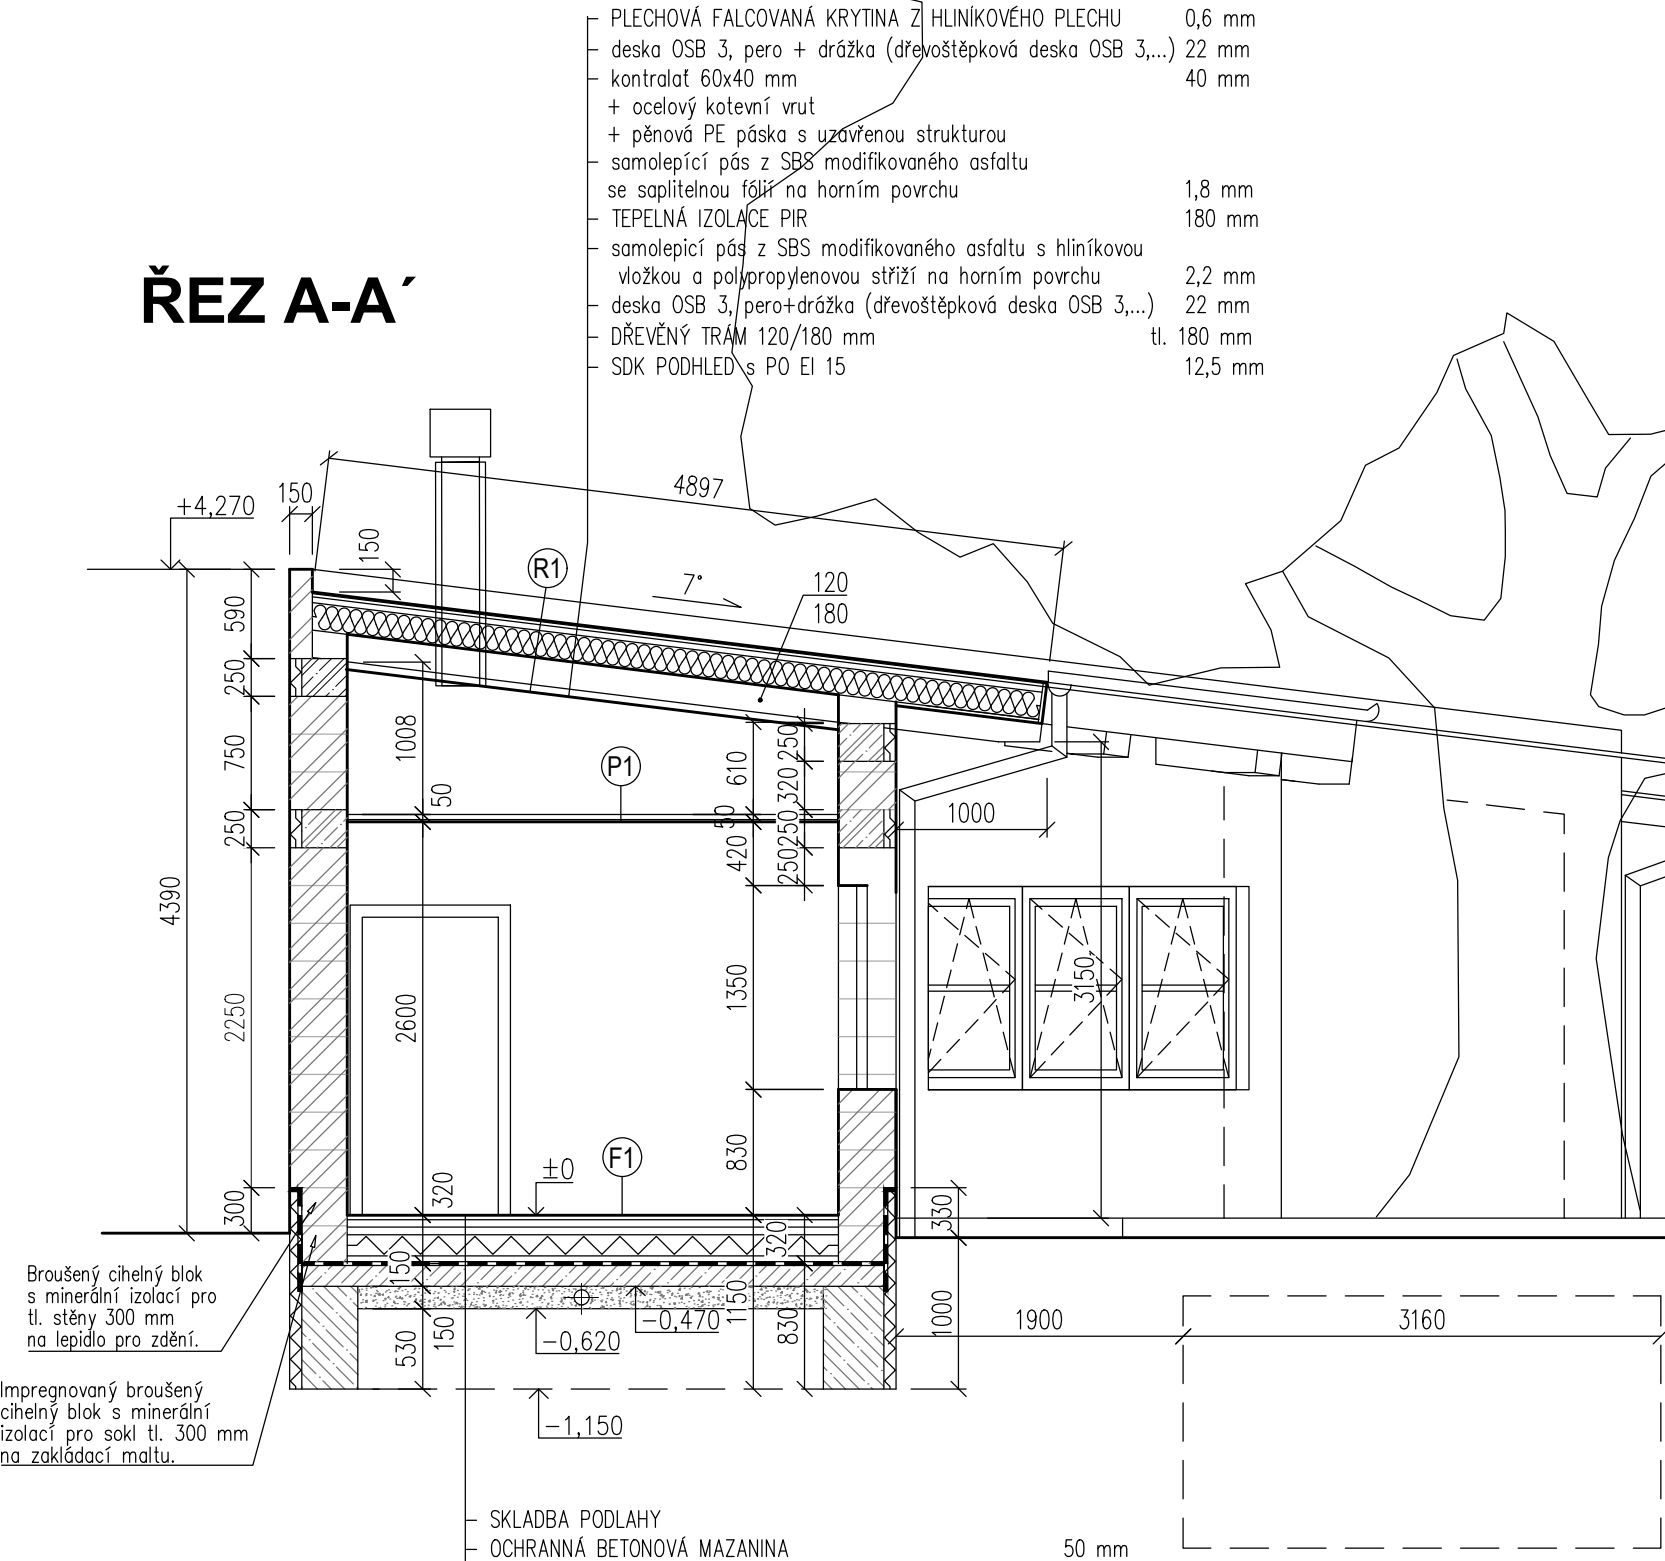 PLECHOVÁ FALCOVANÁ KRYTINA Z HLINÍKOVÉHO PLECHU 0,6 mm
deska OSB 3, pero + drážka (dřevoštěpková deska OSB 3,...) 22 mm
kontralať 60x40 mm 40 mm
+ ocelový kotevní vrut
+ pěnová PE páska s uzavřenou strukturou
samolepící pás z SBS modifikovaného asfaltu
se saplitelnou fólií na horním povrchu 1,8 mm
TEPELNÁ IZOLACE PIR 180 mm
samolepicí pás z SBS modifikovaného asfaltu s hliníkovou
vložkou a polypropylenovou střiží na horním povrchu 2,2 mm
deska OSB 3, pero+drážka (dřevoštěpková deska OSB 3,...) 22 mm
DŘEVĚNÝ TRÁM 120/180 mm tl. 180 mm
SDK PODHLED s PO EI 15 12,5 mm
ŘEZ A-A´
4897
+4,270
150
150
R1
7°
120
180
590
250
750
250
2250
300
4390
1008
50
2600
320
150
530
150
P1
610
50
420
1350
830
1150
250
320
250
250
320
830
1000
3150
F1
±0
330
1000
-0,470
-0,620
-1,150
1900
3160
Broušený cihelný blok
s minerální izolací pro
tl. stěny 300 mm
na lepidlo pro zdění.
Impregnovaný broušený
cihelný blok s minerální
izolací pro sokl tl. 300 mm
na zakládací maltu.
SKLADBA PODLAHY
OCHRANNÁ BETONOVÁ MAZANINA 50 mm